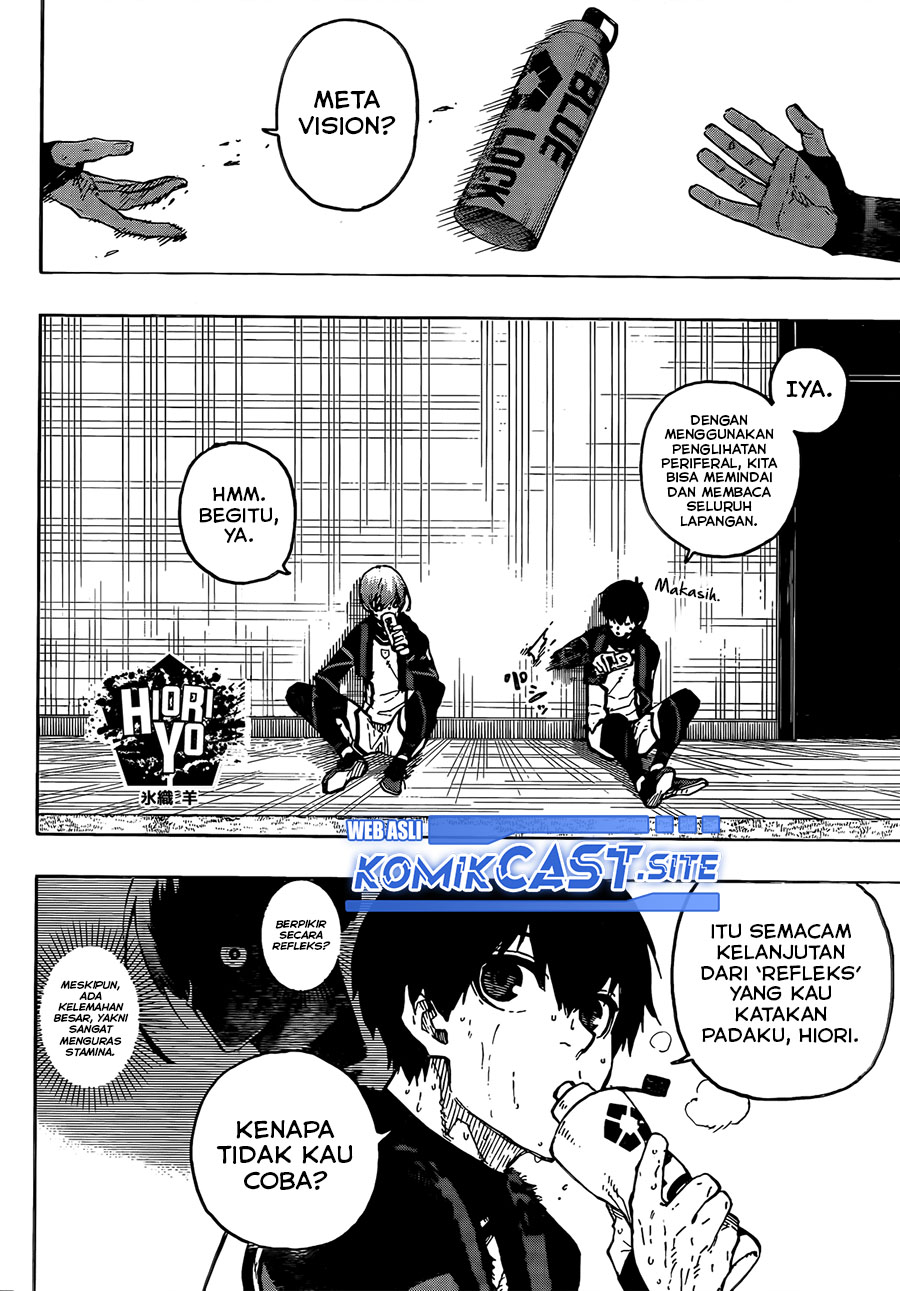 META
VISION?
BLUE
LOCK
IYA.
DENGAN
MENGGUNAKAN
PENGLIHATAN
PERIFERAL, KITA
BISA MEMINDAI
DAN MEMBACA
SELURUH
LAPANGAN.
HMM.
BEGITU,
YA.
Makasih.
HIORI
YO
氷織 羊
WEB ASLI
KOMIKCAST.SITE
ITU SEMACAM
KELANJUTAN
DARI ‘REFLEKS’
YANG KAU
KATAKAN
PADAKU, HIORI.
BERPIKIR
SECARA
REFLEKS?
MESKIPUN,
ADA
KELEMAHAN
BESAR, YAKNI
SANGAT
MENGURAS
STAMINA.
KENAPA
TIDAK KAU
COBA?